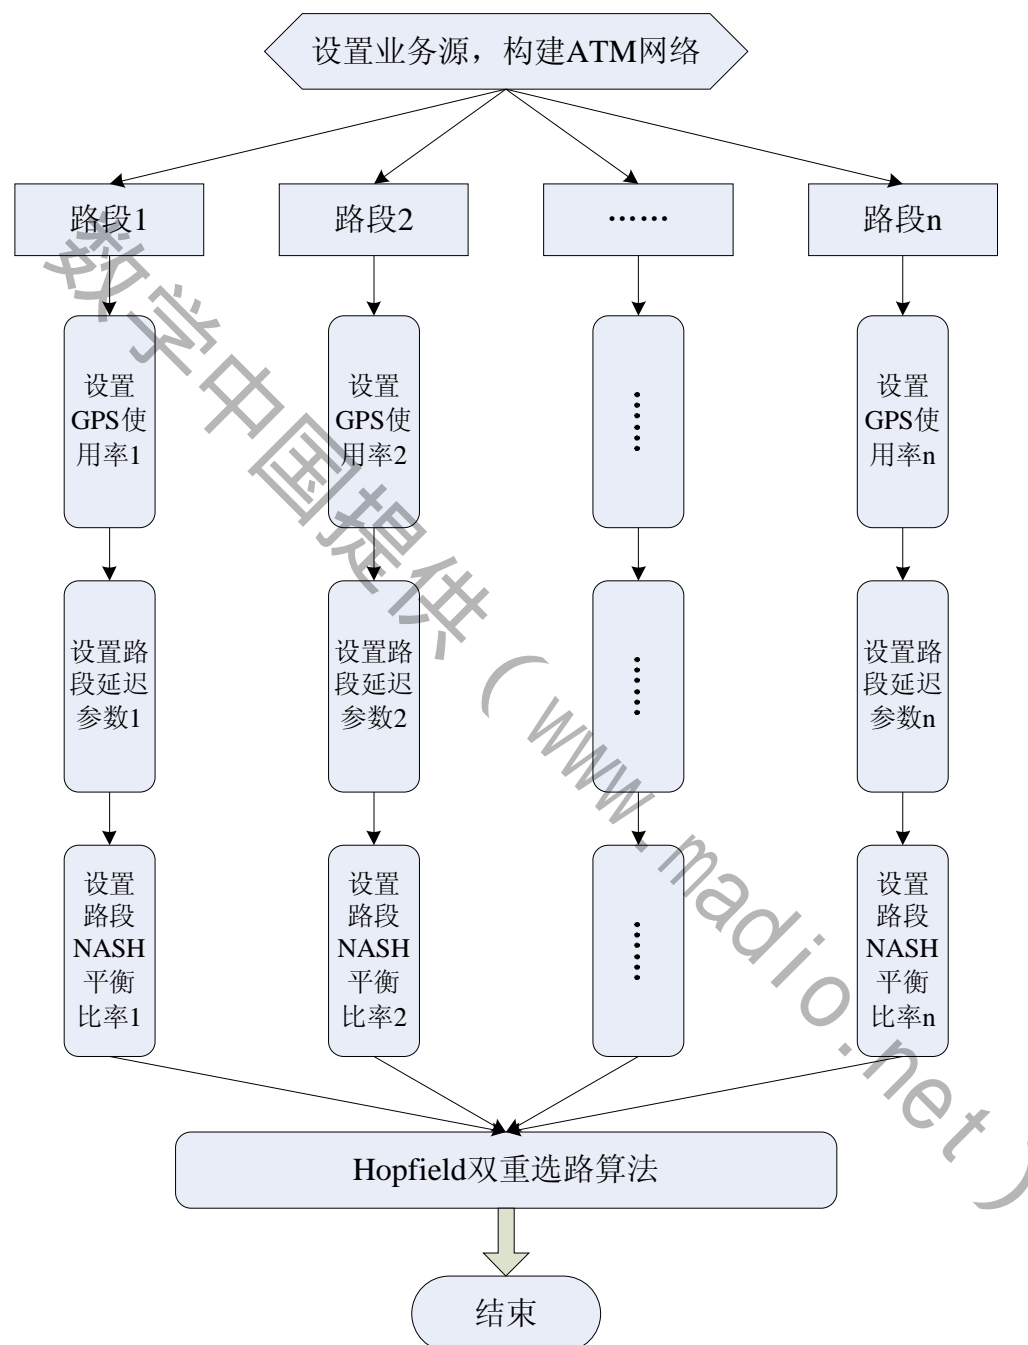 设置业务源，构建ATM网络
路段1
路段2
……
路段n
设置
GPS使
用率1
设置
GPS使
用率2
……
设置
GPS使
用率n
设置路
段延迟
参数1
设置路
段延迟
参数2
……
设置路
段延迟
参数n
设置
路段
NASH
平衡
比率1
设置
路段
NASH
平衡
比率2
……
设置
路段
NASH
平衡
比率n
Hopfield双重选路算法
结束
数学中国提供（www.madio.net）